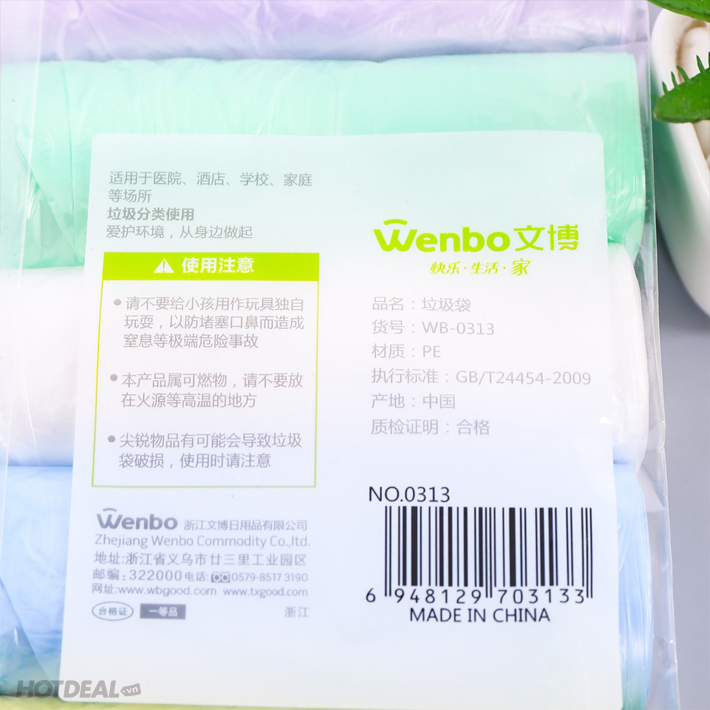 适用于医院、酒店、学校、家庭
等场所
垃圾分类使用
爱护环境，从身边做起
使用注意
• 请不要给小孩用作玩具独自
玩耍，以防堵塞口鼻而造成
窒息等极端危险事故
• 本产品属可燃物，请不要放
在火源等高温的地方
• 尖锐物品有可能会导致垃圾
袋破损，使用时请注意
Wenbo 浙江文博日用品有限公司
Zhejiang Wenbo Commodity Co,.ltd.
地址:浙江省义乌市廿三里工业园区
邮编:322000 电话:0579-8517 3190
网址:www.wbgood.com www.txgood.com
合格证 一等品 浙江
Wenbo文博
快乐·生活·家
品名：垃圾袋
货号：WB-0313
材质：PE
执行标准：GB/T24454-2009
产地：中国
质检证明：合格
NO.0313
6 948129 703133
MADE IN CHINA
HOTDEAL.vn